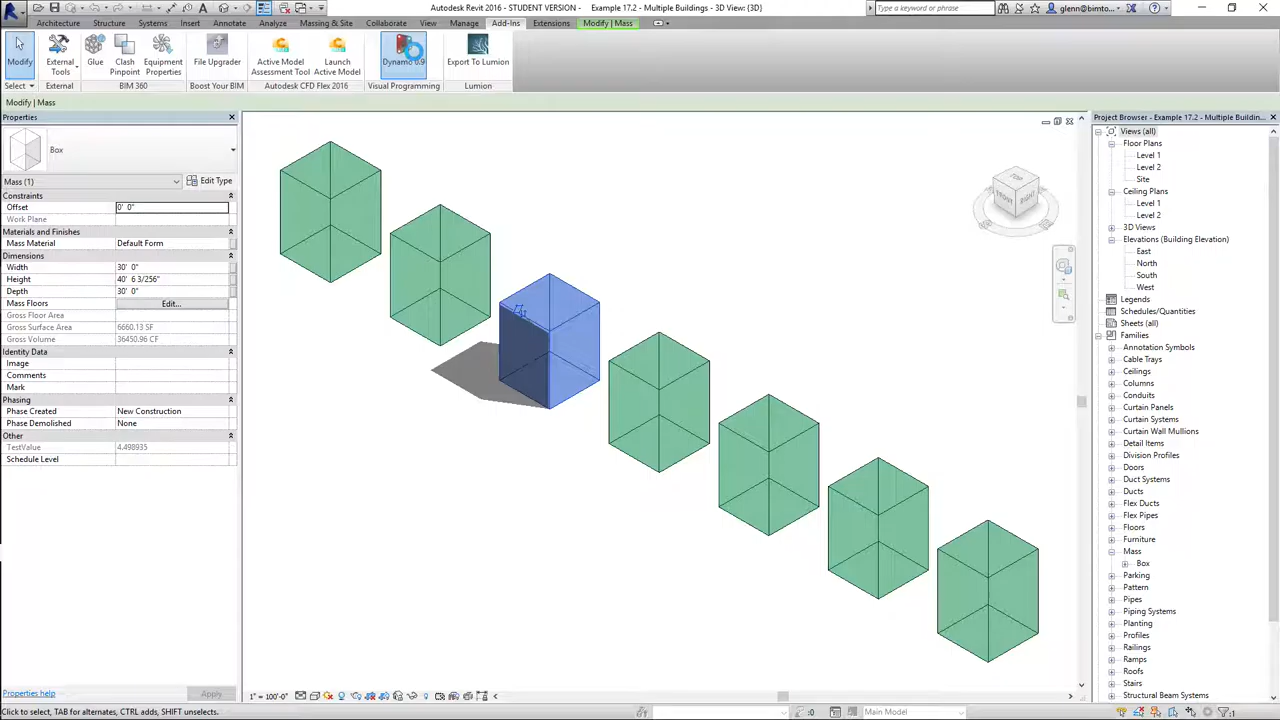 Autodesk Revit 2016 - STUDENT VERSION - Example 17.2 - Multiple Buildings - 3D View: {3D}
Type a keyword or phrase
glenn@bimto...
Architecture Structure Systems Insert Annotate Analyze Massing & Site Collaborate View Manage Add-Ins Extensions Modify | Mass
Modify
External Tools
Glue
Clash Pinpoint
Equipment Properties
File Upgrader
Active Model Assessment Tool
Launch Active Model
Dynamo 0.9
Export To Lumion
Select External BIM 360 Boost Your BIM Autodesk CFD Flex 2016 Visual Programming Lumion
Modify | Mass
Properties
Box
Mass (1)
Edit Type
Constraints
Offset 0' 0"
Work Plane
Materials and Finishes
Mass Material Default Form
Dimensions
Width 30' 0"
Height 40' 6 3/256"
Depth 30' 0"
Mass Floors Edit...
Gross Floor Area
Gross Surface Area 6660.13 SF
Gross Volume 36450.96 CF
Identity Data
Image
Comments
Mark
Phasing
Phase Created New Construction
Phase Demolished None
Other
TestValue 4.498935
Schedule Level
Properties help
Apply
TOP
FRONT
RIGHT
1" = 100'-0"
Project Browser - Example 17.2 - Multiple Buildin...
Views (all)
Floor Plans
Level 1
Level 2
Site
Ceiling Plans
Level 1
Level 2
3D Views
Elevations (Building Elevation)
East
North
South
West
Legends
Schedules/Quantities
Sheets (all)
Families
Annotation Symbols
Cable Trays
Ceilings
Columns
Conduits
Curtain Panels
Curtain Systems
Curtain Wall Mullions
Detail Items
Division Profiles
Doors
Duct Systems
Ducts
Flex Ducts
Flex Pipes
Floors
Furniture
Mass
Box
Parking
Pattern
Pipes
Piping Systems
Planting
Profiles
Railings
Ramps
Roofs
Stairs
Structural Beam Systems
Click to select, TAB for alternates, CTRL adds, SHIFT unselects.
:0
Main Model
:1